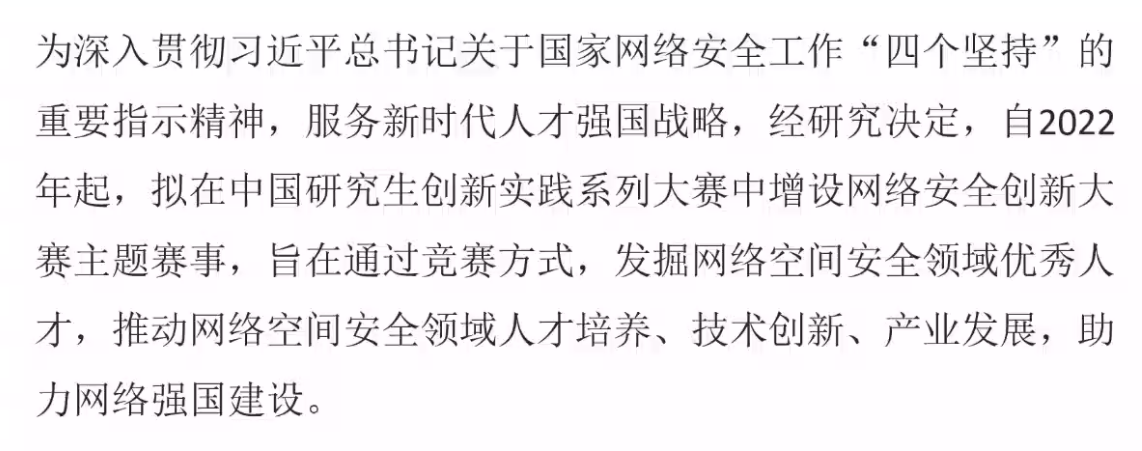 为深入贯彻习近平总书记关于国家网络安全工作“四个坚持”的
重要指示精神，服务新时代人才强国战略，经研究决定，自2022
年起，拟在中国研究生创新实践系列大赛中增设网络安全创新大
赛主题赛事，旨在通过竞赛方式，发掘网络空间安全领域优秀人
才，推动网络空间安全领域人才培养、技术创新、产业发展，助
力网络强国建设。